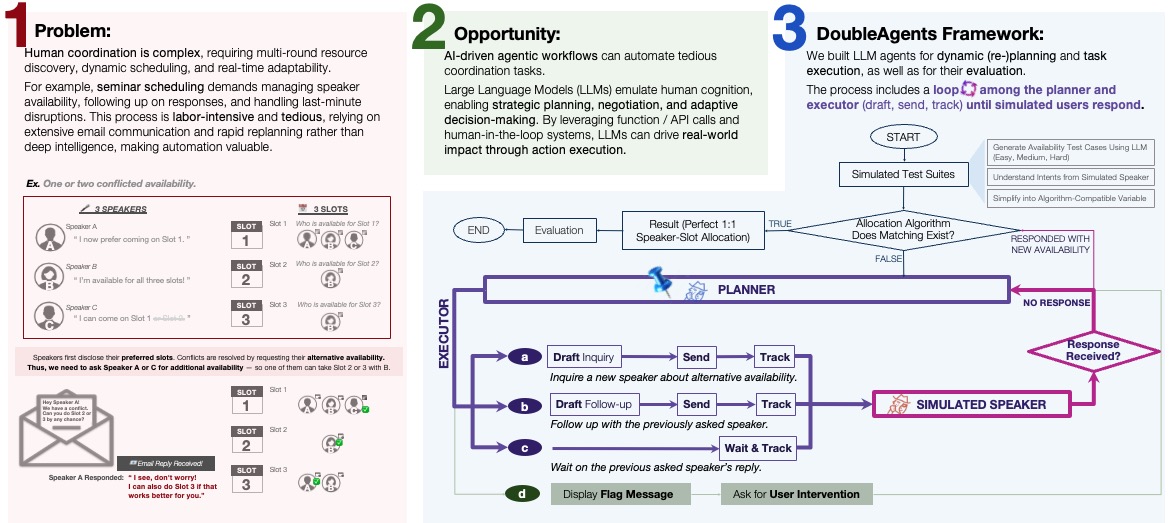 1 Problem:
Human coordination is complex, requiring multi-round resource
discovery, dynamic scheduling, and real-time adaptability.
For example, seminar scheduling demands managing speaker
availability, following up on responses, and handling last-minute
disruptions. This process is labor-intensive and tedious, relying on
extensive email communication and rapid replanning rather than
deep intelligence, making automation valuable.
Ex. One or two conflicted availability.
3 SPEAKERS
3 SLOTS
Speaker A
A
" I now prefer coming on Slot 1. "
SLOT
1
Slot 1
Who is available for Slot 1?
A B C
Speaker B
B
" I'm available for all three slots! "
SLOT
2
Slot 2
Who is available for Slot 2?
B
Speaker C
C
" I can come on Slot 1 or Slot 3. "
SLOT
3
Slot 3
Who is available for Slot 3?
B
Speakers first disclose their preferred slots. Conflicts are resolved by requesting their alternative availability.
Thus, we need to ask Speaker A or C for additional availability — so one of them can take Slot 2 or 3 with B.
Hey Speaker A!
We have a conflict.
Can you do Slot 2 or
3 by any chance?
Email Reply Received!
Speaker A Responded: " I see, don't worry!
I can also do Slot 3 if that
works better for you."
SLOT
1
Slot 1
A B C
SLOT
2
Slot 2
B
SLOT
3
Slot 3
A B
2 Opportunity:
AI-driven agentic workflows can automate tedious
coordination tasks.
Large Language Models (LLMs) emulate human cognition,
enabling strategic planning, negotiation, and adaptive
decision-making. By leveraging function / API calls and
human-in-the-loop systems, LLMs can drive real-world
impact through action execution.
3 DoubleAgents Framework:
We built LLM agents for dynamic (re-)planning and task
execution, as well as for their evaluation.
The process includes a loop among the planner and
executor (draft, send, track) until simulated users respond.
START
Simulated Test Suites
Generate Availability Test Cases Using LLM
(Easy, Medium, Hard)
Understand Intents from Simulated Speaker
Simplify into Algorithm-Compatible Variable
Allocation Algorithm
Does Matching Exist?
TRUE
Result (Perfect 1:1
Speaker-Slot Allocation)
Evaluation
END
FALSE
RESPONDED WITH
NEW AVAILABILITY
PLANNER
NO RESPONSE
EXECUTOR
Response
Received?
a
Draft Inquiry
Send
Track
Inquire a new speaker about alternative availability.
b
Draft Follow-up
Send
Track
Follow up with the previously asked speaker.
SIMULATED SPEAKER
c
Wait & Track
Wait on the previous asked speaker's reply.
d
Display Flag Message
Ask for User Intervention